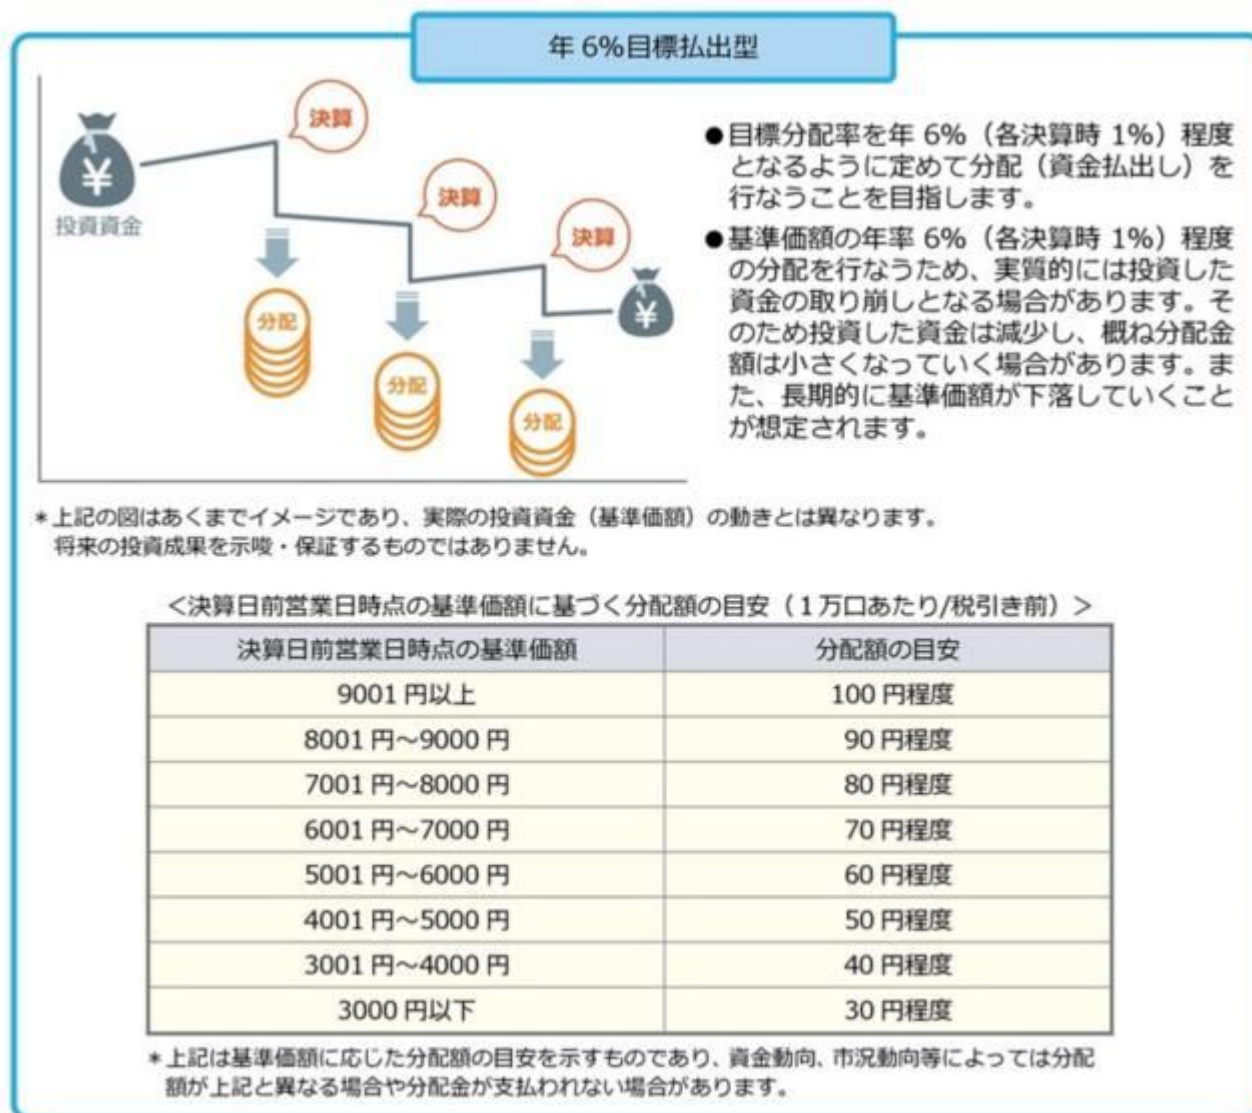 年 6%目標払出型
決算
決算
決算
¥
投資資金
¥
分配
分配
分配
●目標分配率を年 6%（各決算時 1%）程度
となるように定めて分配（資金払出し）を
行なうことを目指します。
●基準価額の年率 6%（各決算時 1%）程度
の分配を行なうため、実質的には投資した
資金の取り崩しとなる場合があります。そ
のため投資した資金は減少し、概ね分配金
額は小さくなっていく場合があります。ま
た、長期的に基準価額が下落していくこと
が想定されます。
＊上記の図はあくまでイメージであり、実際の投資資金（基準価額）の動きとは異なります。
将来の投資成果を示唆・保証するものではありません。
＜決算日前営業日時点の基準価額に基づく分配額の目安（１万口あたり/税引き前）＞
決算日前営業日時点の基準価額 分配額の目安
9001 円以上 100 円程度
8001 円～9000 円 90 円程度
7001 円～8000 円 80 円程度
6001 円～7000 円 70 円程度
5001 円～6000 円 60 円程度
4001 円～5000 円 50 円程度
3001 円～4000 円 40 円程度
3000 円以下 30 円程度
＊上記は基準価額に応じた分配額の目安を示すものであり、資金動向、市況動向等によっては分配
額が上記と異なる場合や分配金が支払われない場合があります。